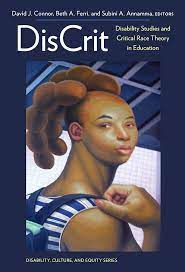 David J. Connor, Beth A. Ferri, and Subini A. Annamma, EDITORS
DisCrit
Disability Studies and
Critical Race Theory
in Education
DISABILITY, CULTURE, AND EQUITY SERIES